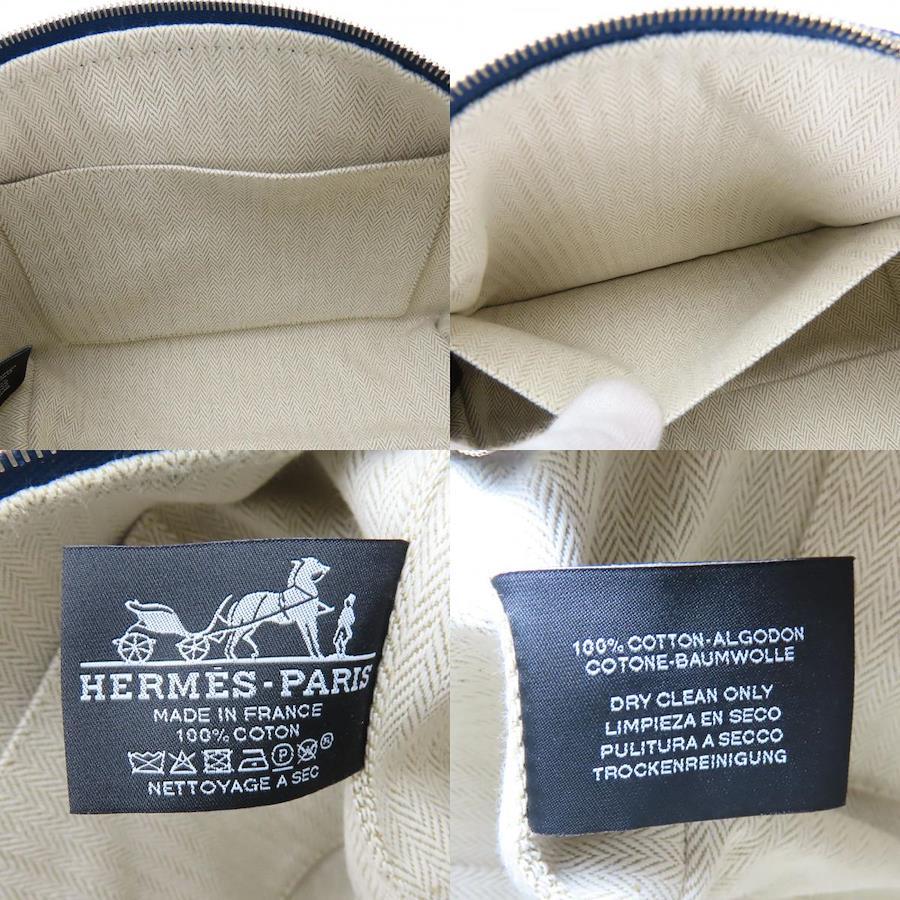 HERMÈS-PARIS
MADE IN FRANCE
100% COTON
NETTOYAGE A SEC
100% COTTON-ALGODON
COTONE-BAUMWOLLE
DRY CLEAN ONLY
LIMPIEZA EN SECO
PULITURA A SECCO
TROCKENREINIGUNG